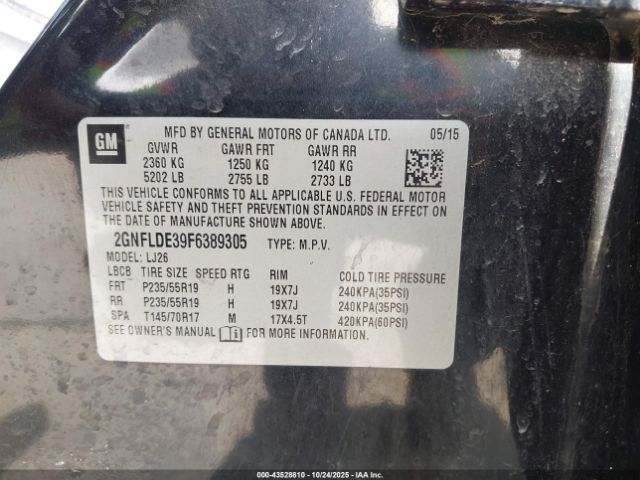 GM
MFD BY GENERAL MOTORS OF CANADA LTD. 05/15
GVWR GAWR FRT GAWR RR
2360 KG 1250 KG 1240 KG
5202 LB 2755 LB 2733 LB
THIS VEHICLE CONFORMS TO ALL APPLICABLE U.S. FEDERAL MOTOR
VEHICLE SAFETY AND THEFT PREVENTION STANDARDS IN EFFECT ON
THE DATE OF MANUFACTURE SHOWN ABOVE.
2GNFLDE39F6389305 TYPE: M.P.V.
MODEL: LJ26
LBCB TIRE SIZE SPEED RTG RIM COLD TIRE PRESSURE
FRT P235/55R19 H 19X7J 240KPA(35PSI)
RR P235/55R19 H 19X7J 240KPA(35PSI)
SPA T145/70R17 M 17X4.5T 420KPA(60PSI)
SEE OWNER'S MANUAL FOR MORE INFORMATION.
000-43528810 - 10/24/2025 - IAA Inc.